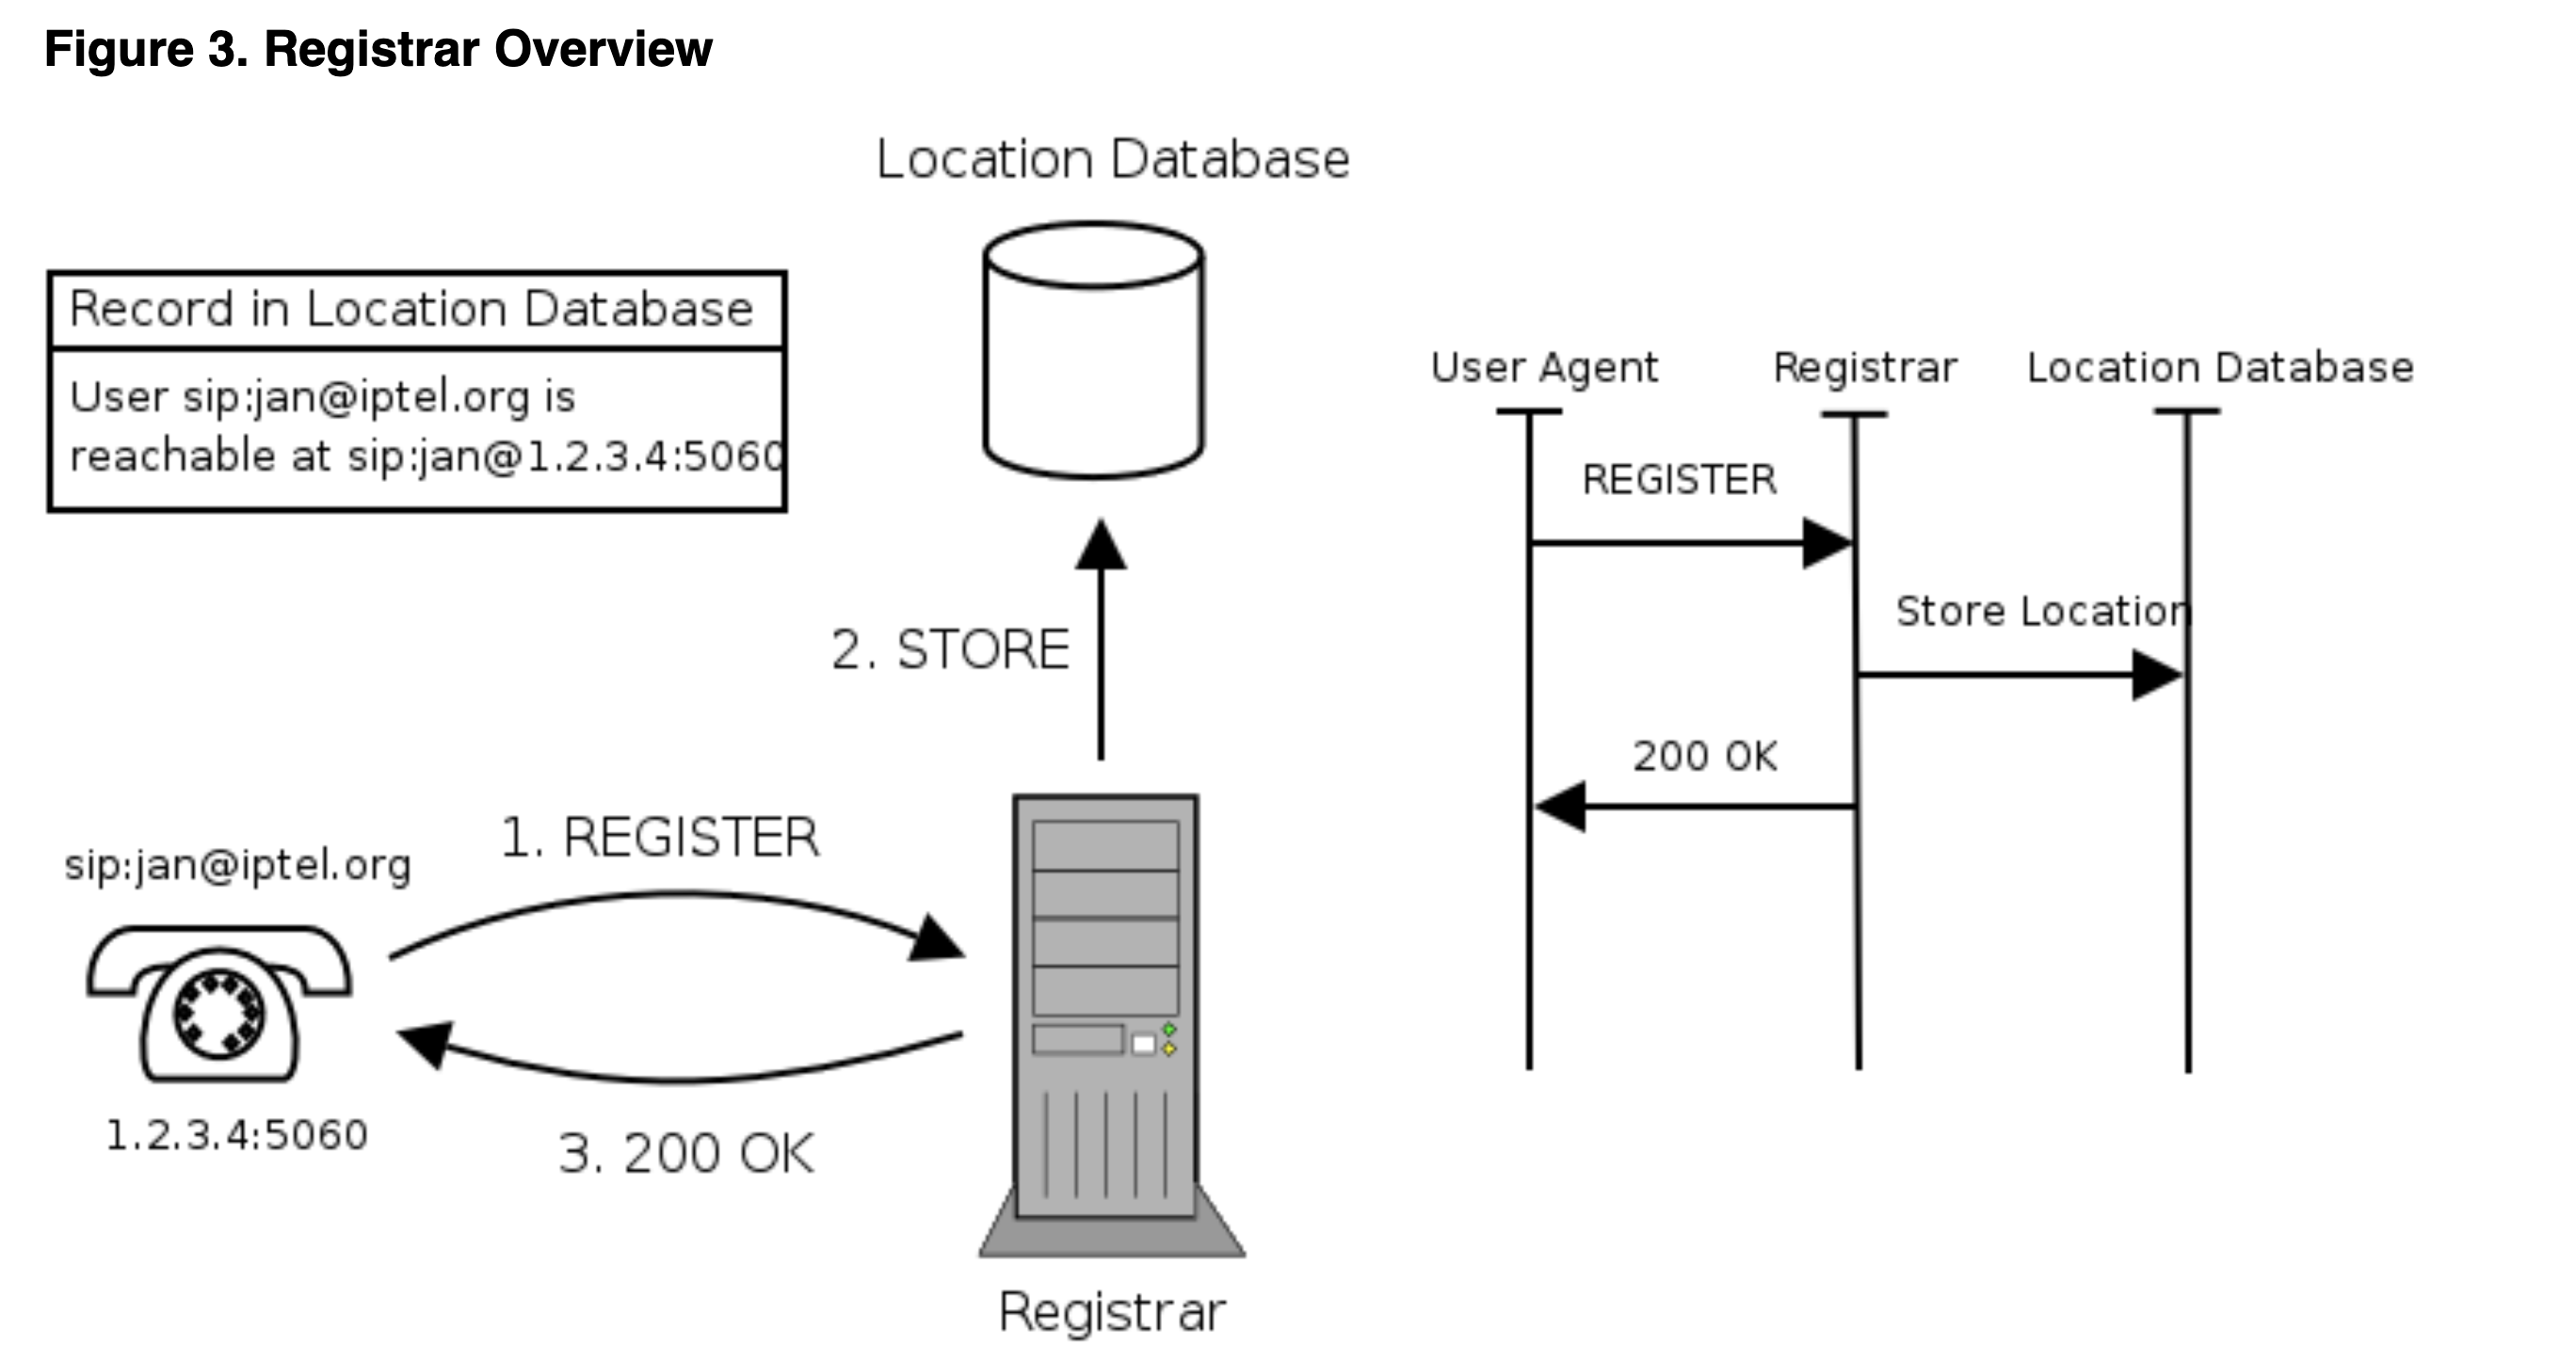 Figure 3. Registrar Overview
Location Database
Record in Location Database
User sip:jan@iptel.org is
reachable at sip:jan@1.2.3.4:5060
2. STORE
1. REGISTER
sip:jan@iptel.org
1.2.3.4:5060
3. 200 OK
Registrar
User Agent
Registrar
Location Database
REGISTER
Store Location
200 OK